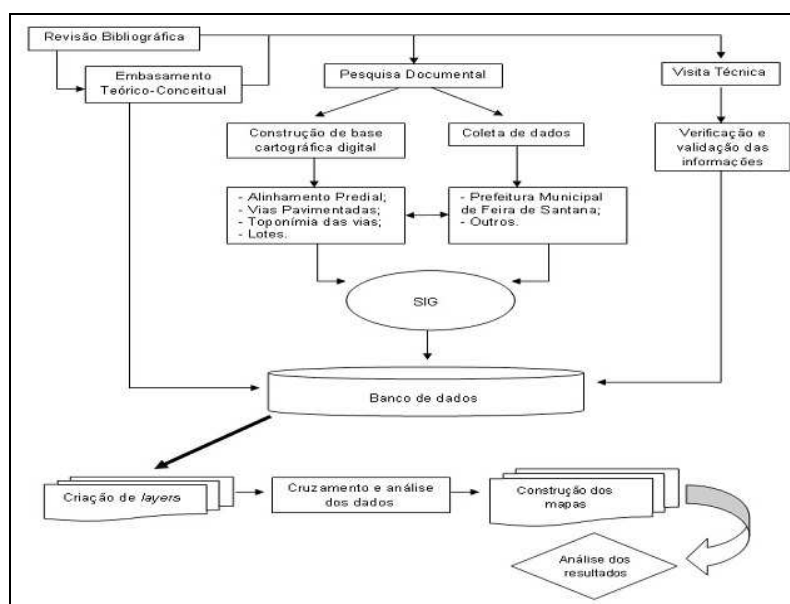 Revisão Bibliográfica
Embasamento
Teórico-Conceitual
Pesquisa Documental
Visita Técnica
Construção de base
cartográfica digital
Coleta de dados
Verificação e
validação das
informações
- Alinhamento Predial;
- Vias Pavimentadas;
- Toponímia das vias;
- Lotes.
- Prefeitura Municipal
de Feira de Santana;
- Outros.
SIG
Banco de dados
Criação de layers
Cruzamento e análise
dos dados
Construção dos
mapas
Análise dos
resultados